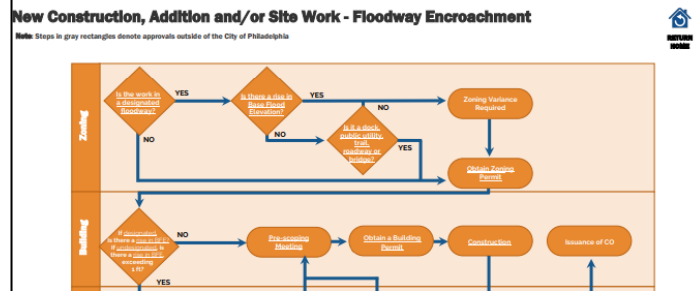 New Construction, Addition and/or Site Work - Floodway Encroachment
Note: Steps in gray rectangles denote approvals outside of the City of Philadelphia
RETURN
HOME
Zoning
Is the work in
a designated
floodway?
YES
NO
Is there a rise in
Base Flood
Elevation?
YES
NO
NO
Is it a dock,
public utility,
trail,
roadway or
bridge?
YES
Zoning Variance
Required
Obtain Zoning
Permit
Building
If designated,
is there a rise in BFE?
If undesignated, is
there a rise in BFE
exceeding
1 ft?
NO
YES
Pre-scoping
Meeting
Obtain a Building
Permit
Construction
Issuance of CO